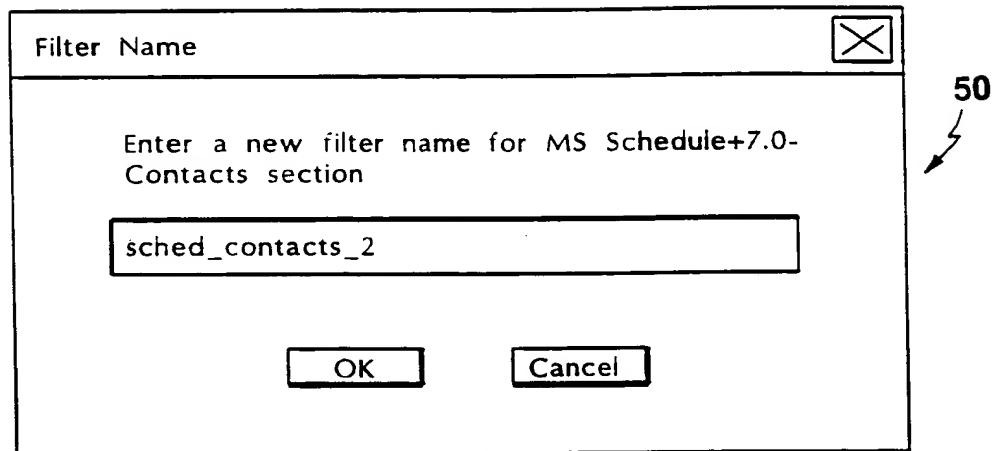 Filter Name
50
Enter a new filter name for MS Schedule+7.0-
Contacts section
sched_contacts_2
OK
Cancel